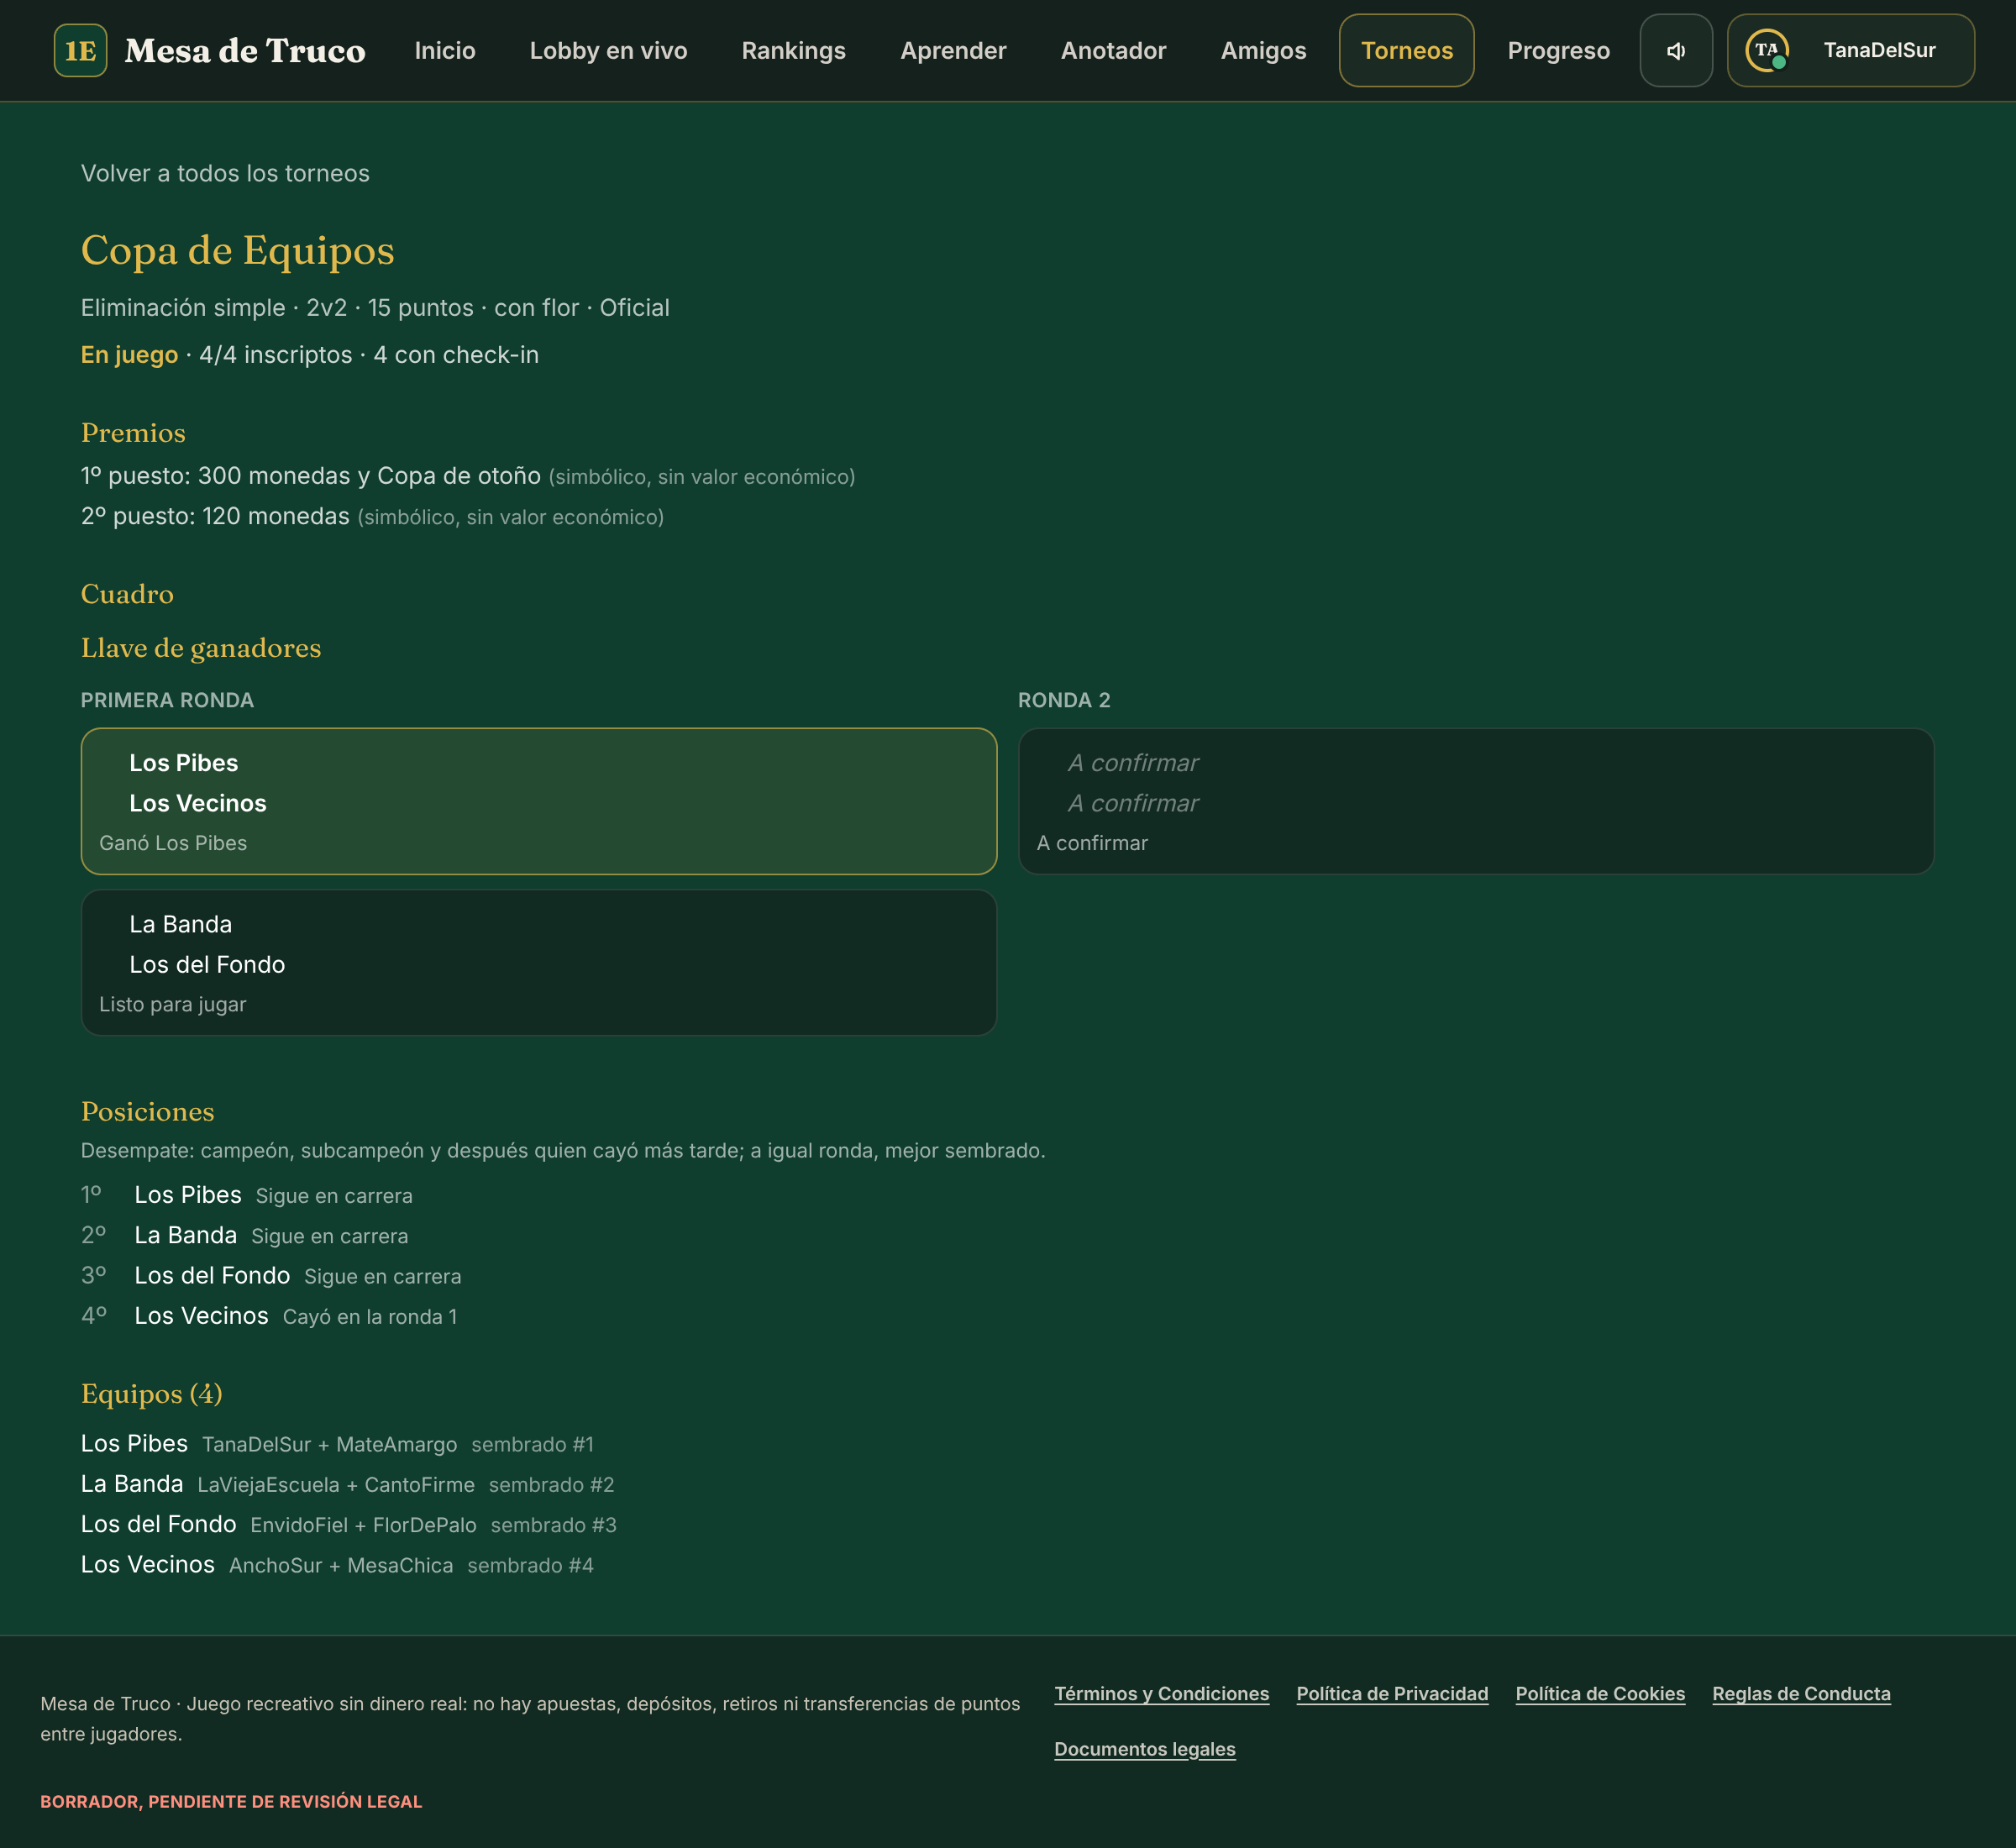 1E Mesa de Truco Inicio Lobby en vivo Rankings Aprender Anotador Amigos Torneos Progreso TA TanaDelSur
Volver a todos los torneos
Copa de Equipos
Eliminación simple · 2v2 · 15 puntos · con flor · Oficial
En juego · 4/4 inscriptos · 4 con check-in
Premios
1º puesto: 300 monedas y Copa de otoño (simbólico, sin valor económico)
2º puesto: 120 monedas (simbólico, sin valor económico)
Cuadro
Llave de ganadores
PRIMERA RONDA
Los Pibes
Los Vecinos
Ganó Los Pibes
La Banda
Los del Fondo
Listo para jugar
RONDA 2
A confirmar
A confirmar
A confirmar
Posiciones
Desempate: campeón, subcampeón y después quien cayó más tarde; a igual ronda, mejor sembrado.
1º Los Pibes Sigue en carrera
2º La Banda Sigue en carrera
3º Los del Fondo Sigue en carrera
4º Los Vecinos Cayó en la ronda 1
Equipos (4)
Los Pibes TanaDelSur + MateAmargo sembrado #1
La Banda LaViejaEscuela + CantoFirme sembrado #2
Los del Fondo EnvidoFiel + FlorDePalo sembrado #3
Los Vecinos AnchoSur + MesaChica sembrado #4
Mesa de Truco · Juego recreativo sin dinero real: no hay apuestas, depósitos, retiros ni transferencias de puntos
entre jugadores.
BORRADOR, PENDIENTE DE REVISIÓN LEGAL
Términos y Condiciones Política de Privacidad Política de Cookies Reglas de Conducta
Documentos legales